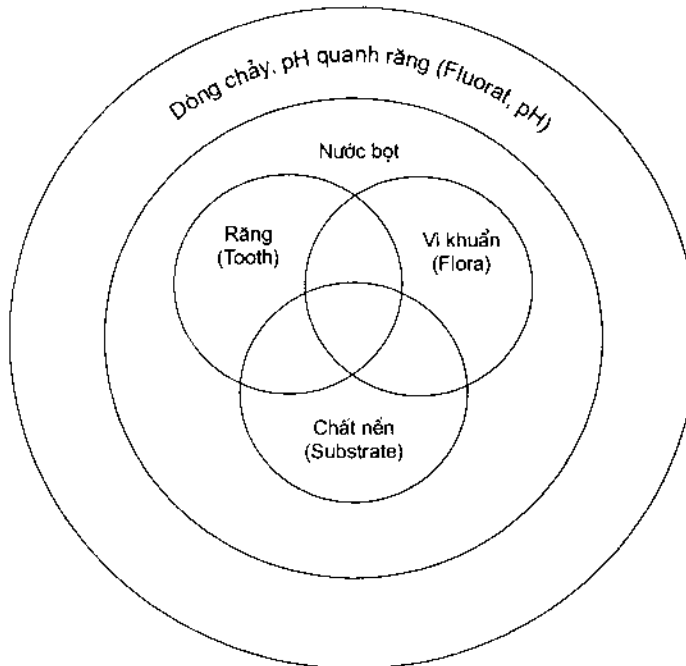 Dòng chảy, pH quanh răng (Fluorat, pH)
Nước bọt
Răng
(Tooth)
Vi khuẩn
(Flora)
Chất nền
(Substrate)